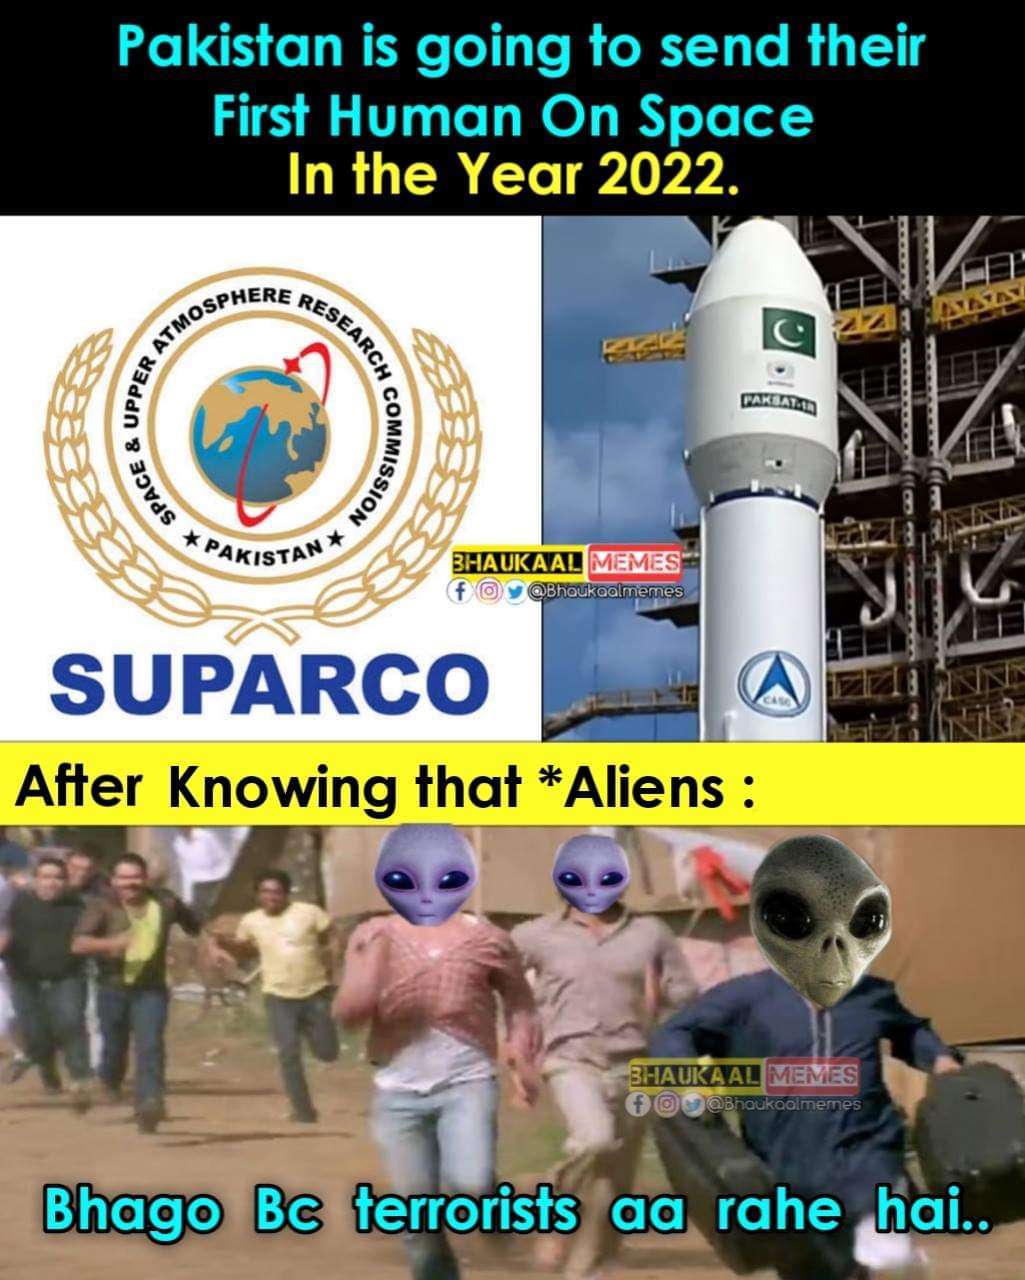 Pakistan is going to send their
First Human On Space
In the Year 2022.
SPACE & UPPER ATMOSPHERE RESEARCH COMMISSION
★ PAKISTAN ★
SUPARCO
PAKSAT-1R
CASC
BHAUKAAL MEMES
@Bhaukaalmemes
After Knowing that *Aliens :
BHAUKAAL MEMES
@Bhaukaalmemes
Bhago Bc terrorists aa rahe hai..